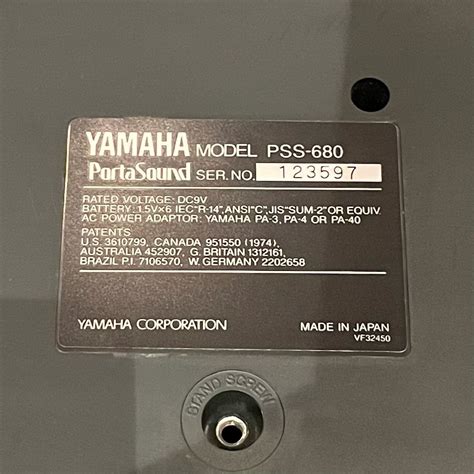 YAMAHA MODEL PSS-680
PortaSound SER.NO. 123597
RATED VOLTAGE: DC9V
BATTERY: 1.5V×6 IEC"R-14",ANSI"C",JIS"SUM-2" OR EQUIV.
AC POWER ADAPTOR: YAMAHA PA-3, PA-4 OR PA-40
PATENTS
U.S. 3610799, CANADA 951550 (1974),
AUSTRALIA 452907, G. BRITAIN 1312161,
BRAZIL P.I. 7106570, W. GERMANY 2202658
YAMAHA CORPORATION
MADE IN JAPAN
VF32450
STAND SCREW